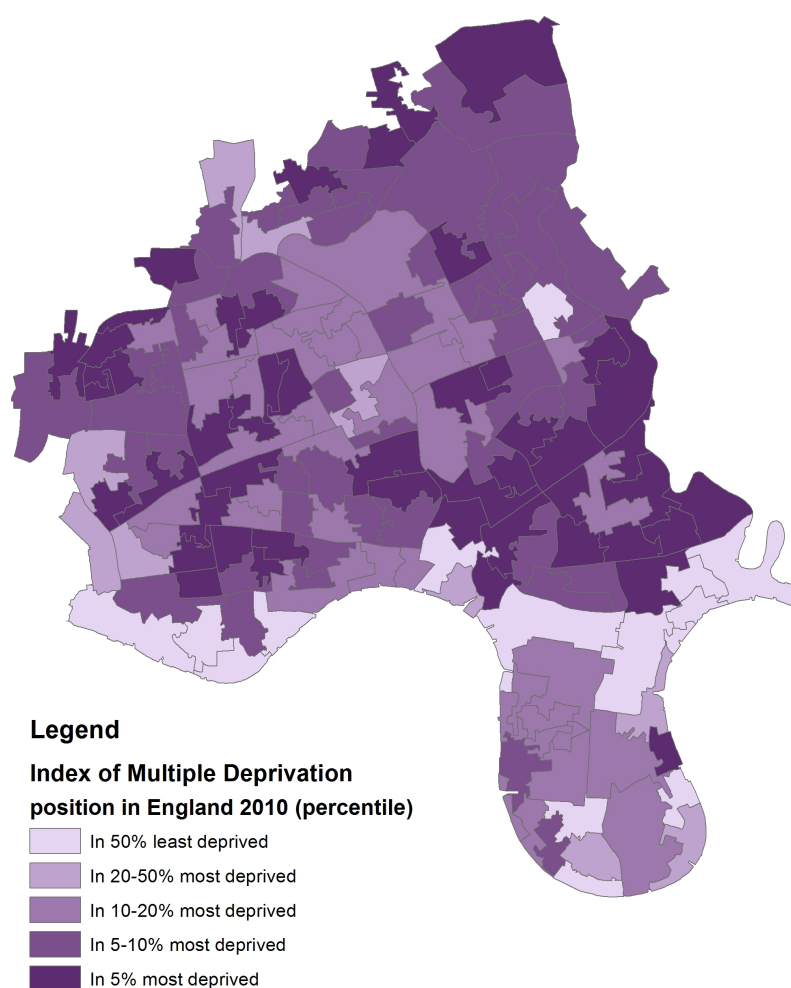 Legend
Index of Multiple Deprivation
position in England 2010 (percentile)
In 50% least deprived
In 20-50% most deprived
In 10-20% most deprived
In 5-10% most deprived
In 5% most deprived